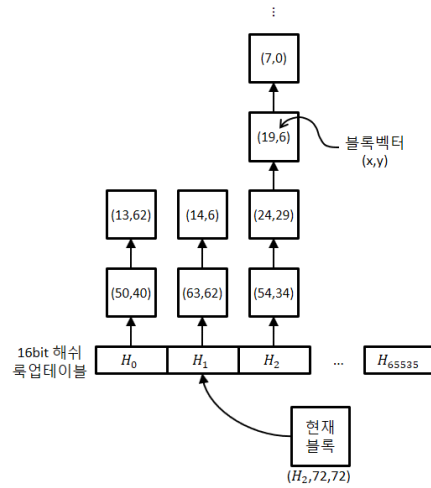 ⋮
(7,0)
(19,6)
블록벡터
(x,y)
(13,62) (14,6) (24,29)
(50,40) (63,62) (54,34)
16bit 해쉬
룩업테이블
H₀ H₁ H₂ ... H₆₅₅₃₅
현재
블록
(H₂,72,72)